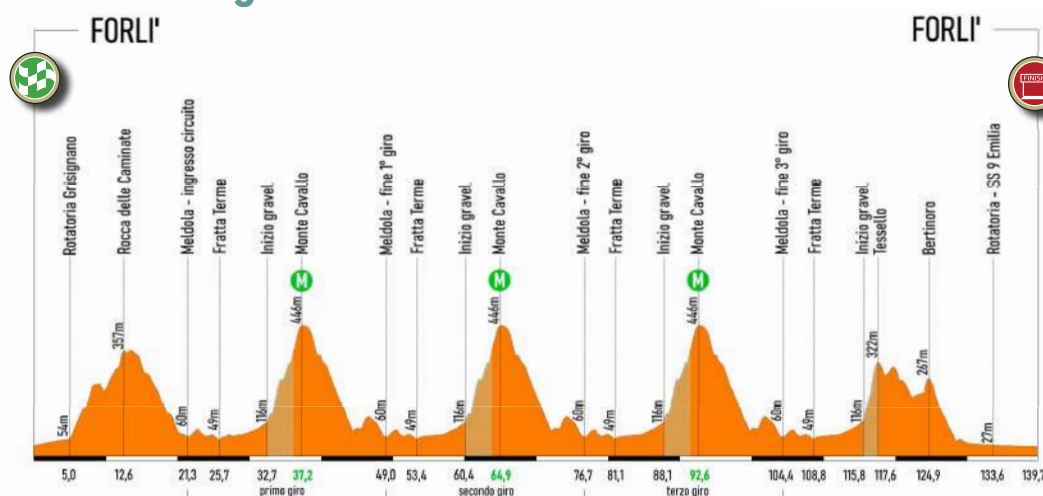 FORLI'
FORLI'
FINISH
Rotatoria Grisignano
Rocca delle Caminate
Meldola - ingresso circuito
Fratta Terme
Inizio gravel
Monte Cavallo
Meldola - fine 1° giro
Fratta Terme
Inizio gravel
Monte Cavallo
Meldola - fine 2° giro
Fratta Terme
Inizio gravel
Monte Cavallo
Meldola - fine 3° giro
Fratta Terme
Inizio gravel
Tessello
Bertinoro
Rotatoria - SS 9 Emilia
M
M
M
54m
357m
60m
49m
116m
446m
60m
49m
116m
446m
60m
49m
116m
446m
60m
49m
116m
322m
267m
27m
5,0 12,6 21,3 25,7 32,7 37,2 49,0 53,4 60,4 64,9 76,7 81,1 88,1 92,6 104,4 108,8 115,8 117,6 124,9 133,6 139,7
primo giro secondo giro terzo giro